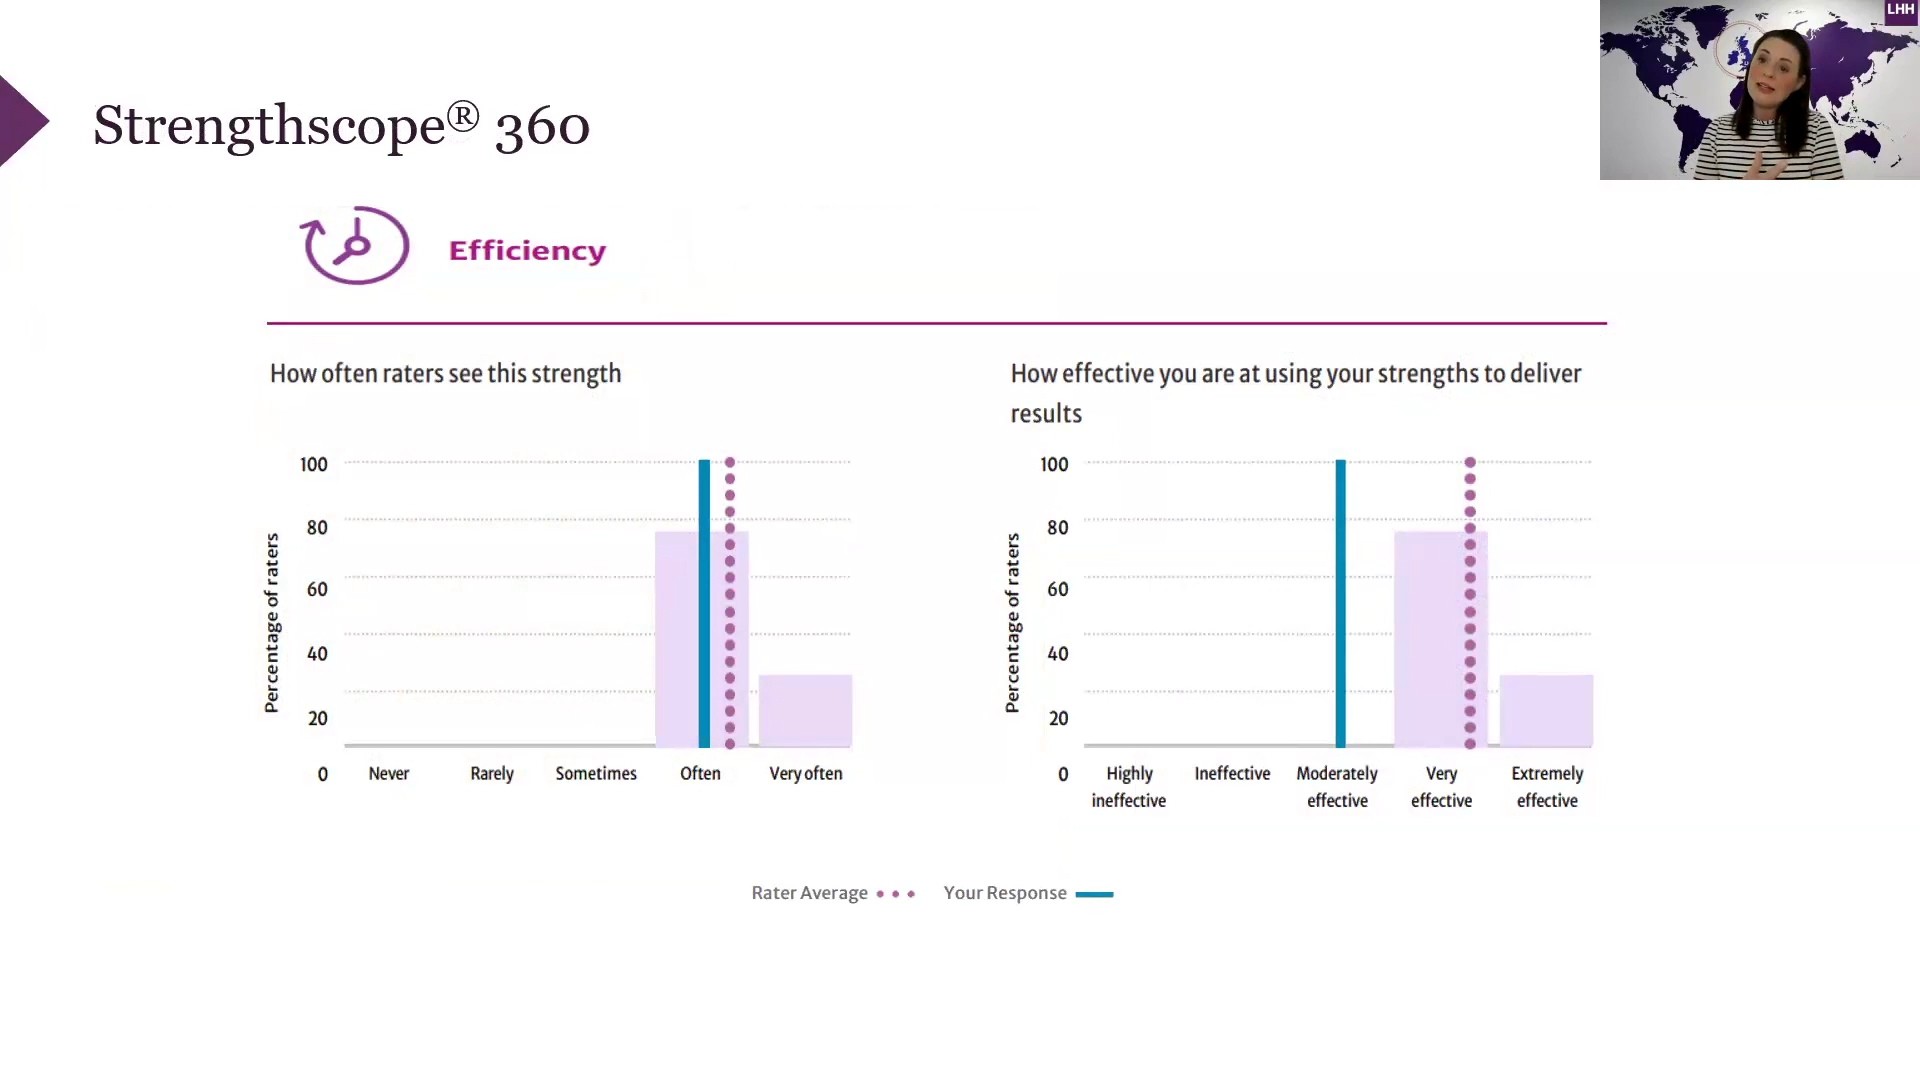 LHH
Strengthscope® 360
Efficiency
How often raters see this strength
Percentage of raters
100
80
60
40
20
0
Never
Rarely
Sometimes
Often
Very often
How effective you are at using your strengths to deliver
results
Percentage of raters
100
80
60
40
20
0
Highly
ineffective
Ineffective
Moderately
effective
Very
effective
Extremely
effective
Rater Average
Your Response